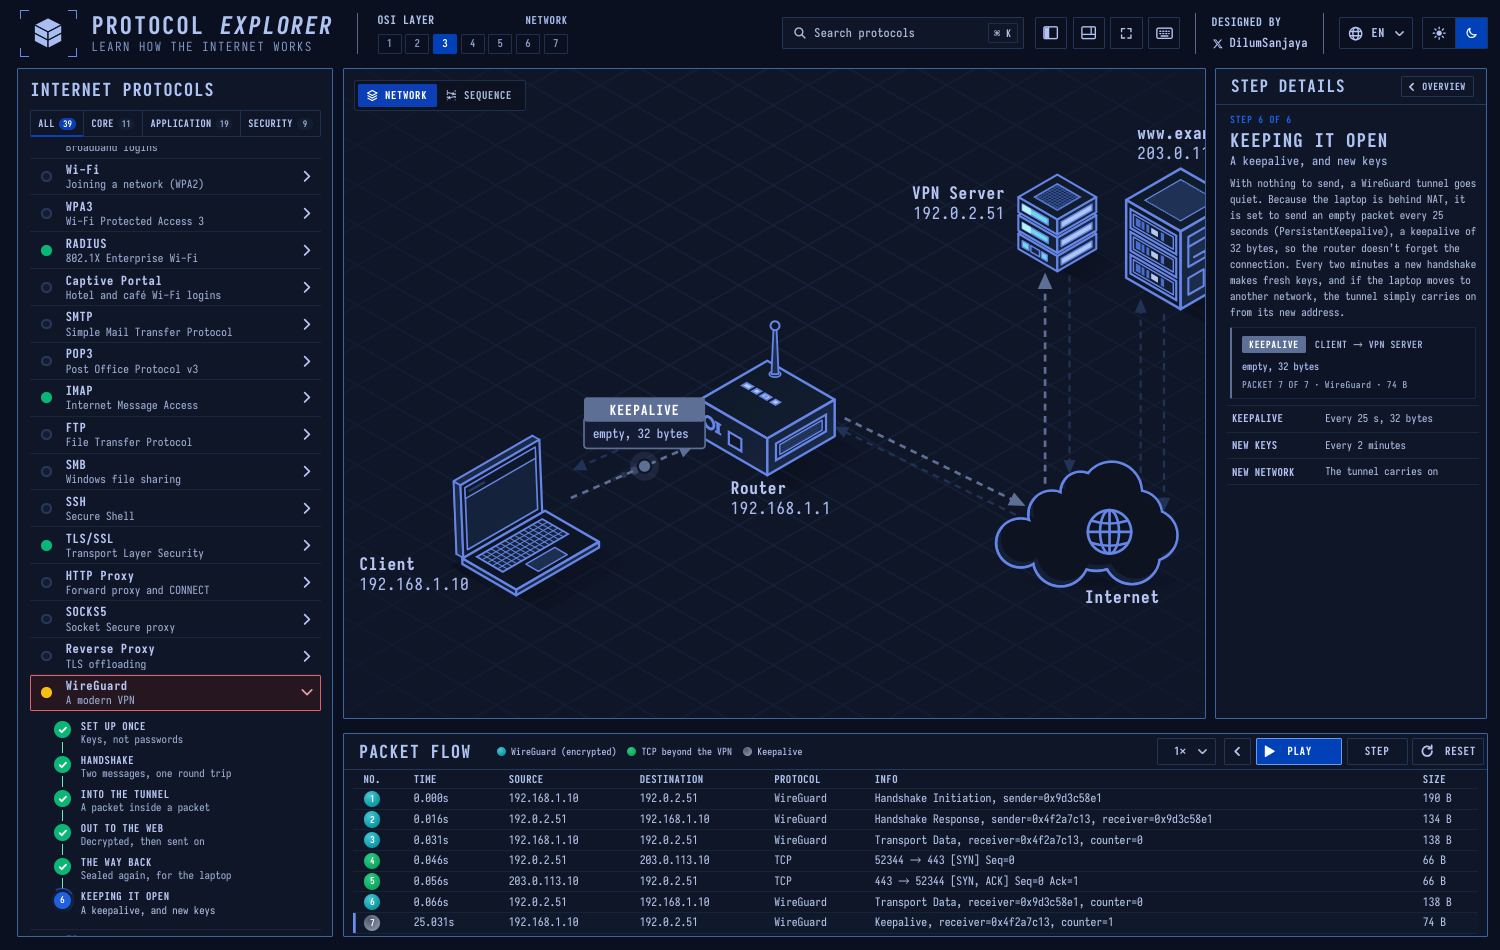 PROTOCOL EXPLORER
LEARN HOW THE INTERNET WORKS
OSI LAYER NETWORK
1 2 3 4 5 6 7
Search protocols ⌘ K
DESIGNED BY
DilumSanjaya
EN
INTERNET PROTOCOLS
ALL 39 CORE 11 APPLICATION 19 SECURITY 9
Broadband logins
Wi-Fi
Joining a network (WPA2)
WPA3
Wi-Fi Protected Access 3
RADIUS
802.1X Enterprise Wi-Fi
Captive Portal
Hotel and café Wi-Fi logins
SMTP
Simple Mail Transfer Protocol
POP3
Post Office Protocol v3
IMAP
Internet Message Access
FTP
File Transfer Protocol
SMB
Windows file sharing
SSH
Secure Shell
TLS/SSL
Transport Layer Security
HTTP Proxy
Forward proxy and CONNECT
SOCKS5
Socket Secure proxy
Reverse Proxy
TLS offloading
WireGuard
A modern VPN
SET UP ONCE
Keys, not passwords
HANDSHAKE
Two messages, one round trip
INTO THE TUNNEL
A packet inside a packet
OUT TO THE WEB
Decrypted, then sent on
THE WAY BACK
Sealed again, for the laptop
6 KEEPING IT OPEN
A keepalive, and new keys
NETWORK SEQUENCE
www.exa
203.0.11
VPN Server
192.0.2.51
KEEPALIVE
empty, 32 bytes
Router
192.168.1.1
Client
192.168.1.10
Internet
STEP DETAILS OVERVIEW
STEP 6 OF 6
KEEPING IT OPEN
A keepalive, and new keys
With nothing to send, a WireGuard tunnel goes
quiet. Because the laptop is behind NAT, it
is set to send an empty packet every 25
seconds (PersistentKeepalive), a keepalive of
32 bytes, so the router doesn't forget the
connection. Every two minutes a new handshake
makes fresh keys, and if the laptop moves to
another network, the tunnel simply carries on
from its new address.
KEEPALIVE CLIENT → VPN SERVER
empty, 32 bytes
PACKET 7 OF 7 · WireGuard · 74 B
KEEPALIVE Every 25 s, 32 bytes
NEW KEYS Every 2 minutes
NEW NETWORK The tunnel carries on
PACKET FLOW WireGuard (encrypted) TCP beyond the VPN Keepalive 1× PLAY STEP RESET
NO. TIME SOURCE DESTINATION PROTOCOL INFO SIZE
1 0.000s 192.168.1.10 192.0.2.51 WireGuard Handshake Initiation, sender=0x9d3c58e1 190 B
2 0.016s 192.0.2.51 192.168.1.10 WireGuard Handshake Response, sender=0x4f2a7c13, receiver=0x9d3c58e1 134 B
3 0.031s 192.168.1.10 192.0.2.51 WireGuard Transport Data, receiver=0x4f2a7c13, counter=0 138 B
4 0.046s 192.0.2.51 203.0.113.10 TCP 52344 → 443 [SYN] Seq=0 66 B
5 0.056s 203.0.113.10 192.0.2.51 TCP 443 → 52344 [SYN, ACK] Seq=0 Ack=1 66 B
6 0.066s 192.0.2.51 192.168.1.10 WireGuard Transport Data, receiver=0x9d3c58e1, counter=0 138 B
7 25.031s 192.168.1.10 192.0.2.51 WireGuard Keepalive, receiver=0x4f2a7c13, counter=1 74 B